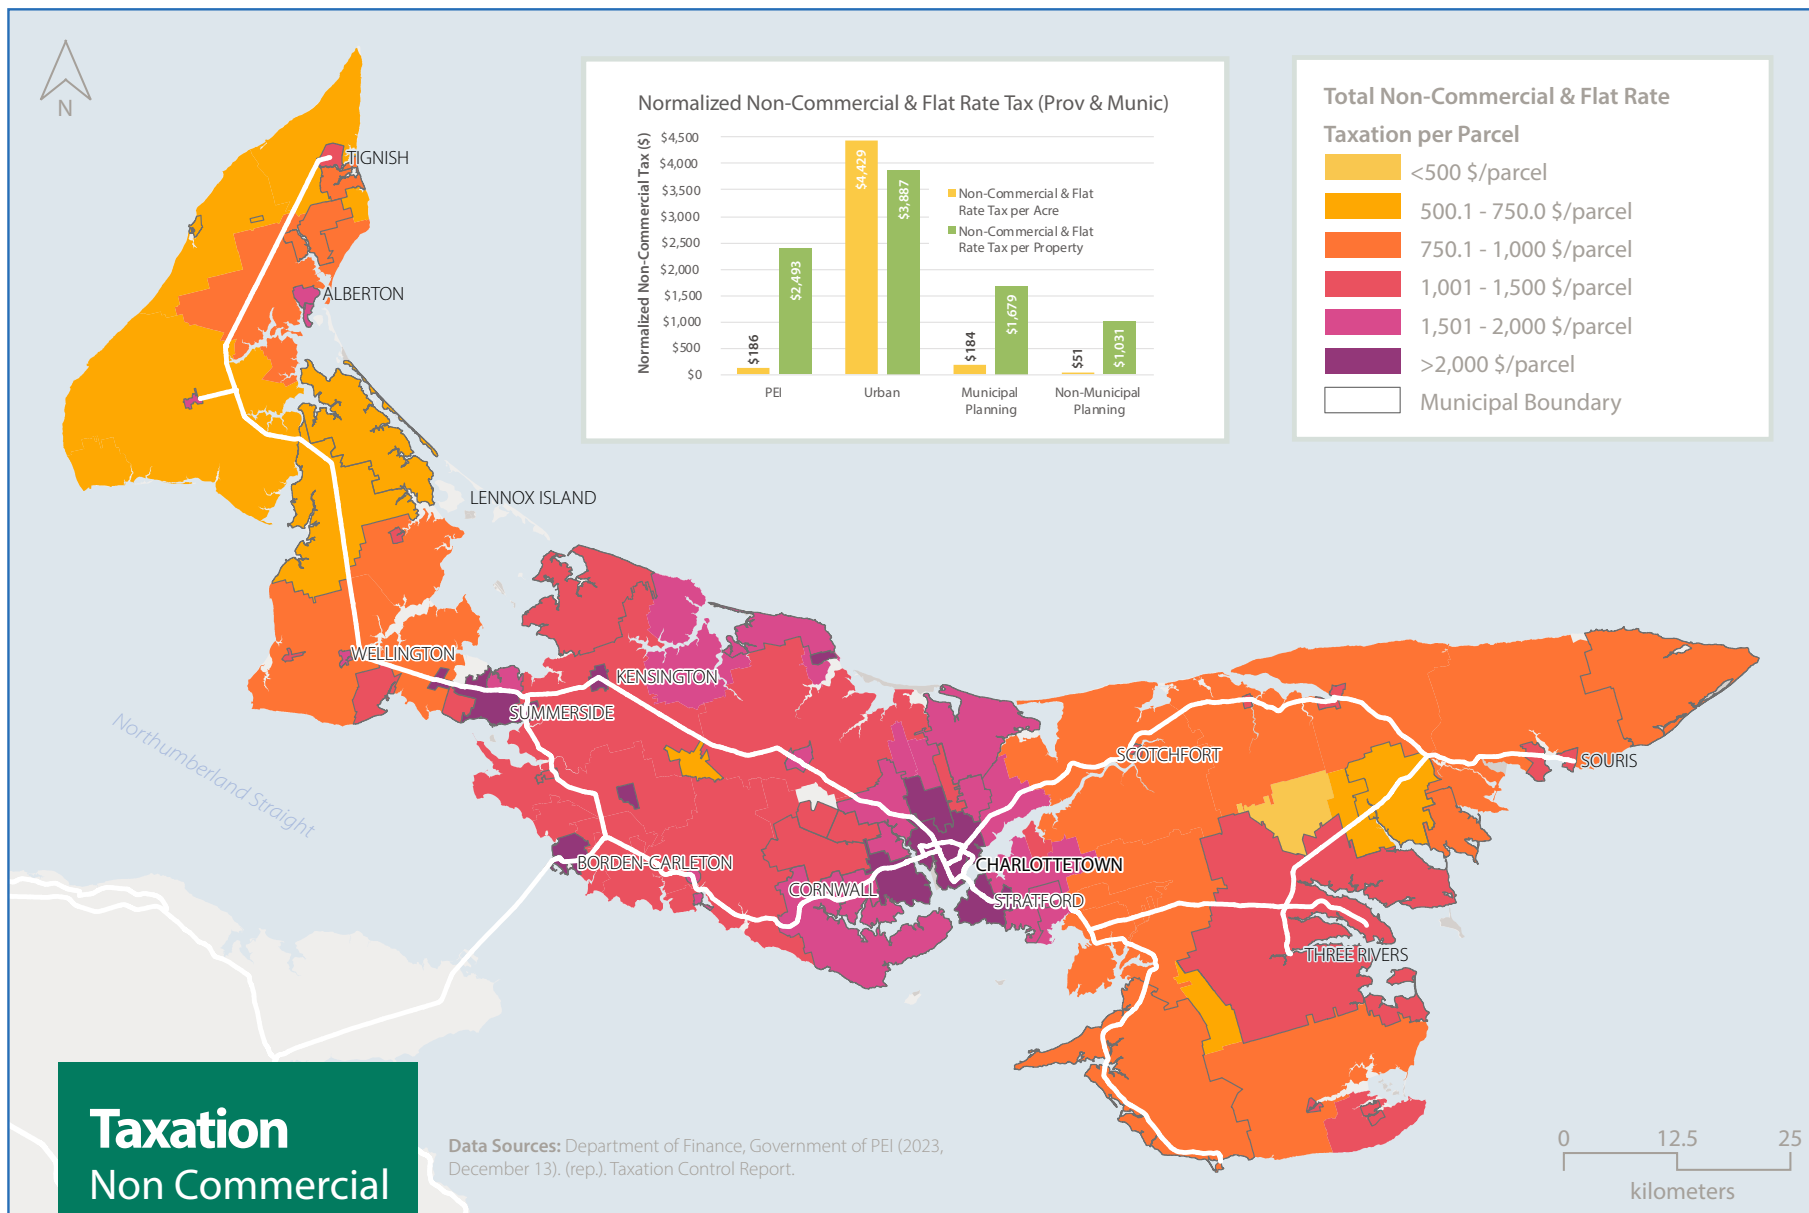 N
Normalized Non-Commercial & Flat Rate Tax (Prov & Munic)
Normalized Non-Commercial Tax ($)
$4,500
$4,000
$3,500
$3,000
$2,500
$2,000
$1,500
$1,000
$500
$0
$186
$2,493
$4,429
$3,887
$184
$1,679
$51
$1,031
PEI
Urban
Municipal
Planning
Non-Municipal
Planning
Non-Commercial & Flat
Rate Tax per Acre
Non-Commercial & Flat
Rate Tax per Property
Total Non-Commercial & Flat Rate
Taxation per Parcel
<500 $/parcel
500.1 - 750.0 $/parcel
750.1 - 1,000 $/parcel
1,001 - 1,500 $/parcel
1,501 - 2,000 $/parcel
>2,000 $/parcel
Municipal Boundary
TIGNISH
ALBERTON
LENNOX ISLAND
WELLINGTON
KENSINGTON
SUMMERSIDE
Northumberland Straight
SCOTCHFORT
SOURIS
BORDEN-CARLETON
CHARLOTTETOWN
CORNWALL
STRATFORD
THREE RIVERS
Taxation
Non Commercial
Data Sources: Department of Finance, Government of PEI (2023,
December 13). (rep.). Taxation Control Report.
0 12.5 25
kilometers